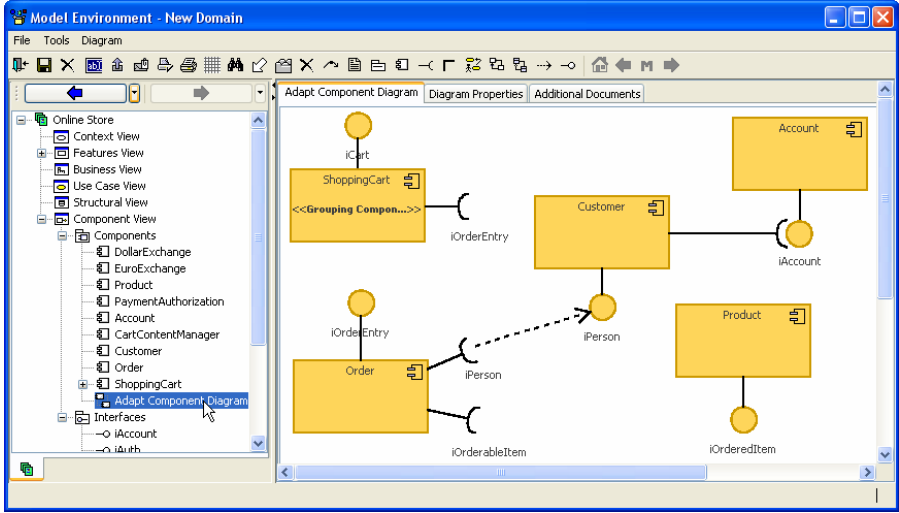 Model Environment - New Domain
File Tools Diagram
Adapt Component Diagram
Diagram Properties
Additional Documents
Online Store
Context View
Features View
Business View
Use Case View
Structural View
Component View
Components
DollarExchange
EuroExchange
Product
PaymentAuthorization
Account
CartContentManager
Customer
Order
ShoppingCart
Adapt Component Diagram
Interfaces
iAccount
iAuth
iCart
ShoppingCart
<<Grouping Compon...>>
iOrderEntry
Customer
Account
iAccount
iPerson
iOrderEntry
Order
iPerson
iOrderableItem
Product
iOrderedItem